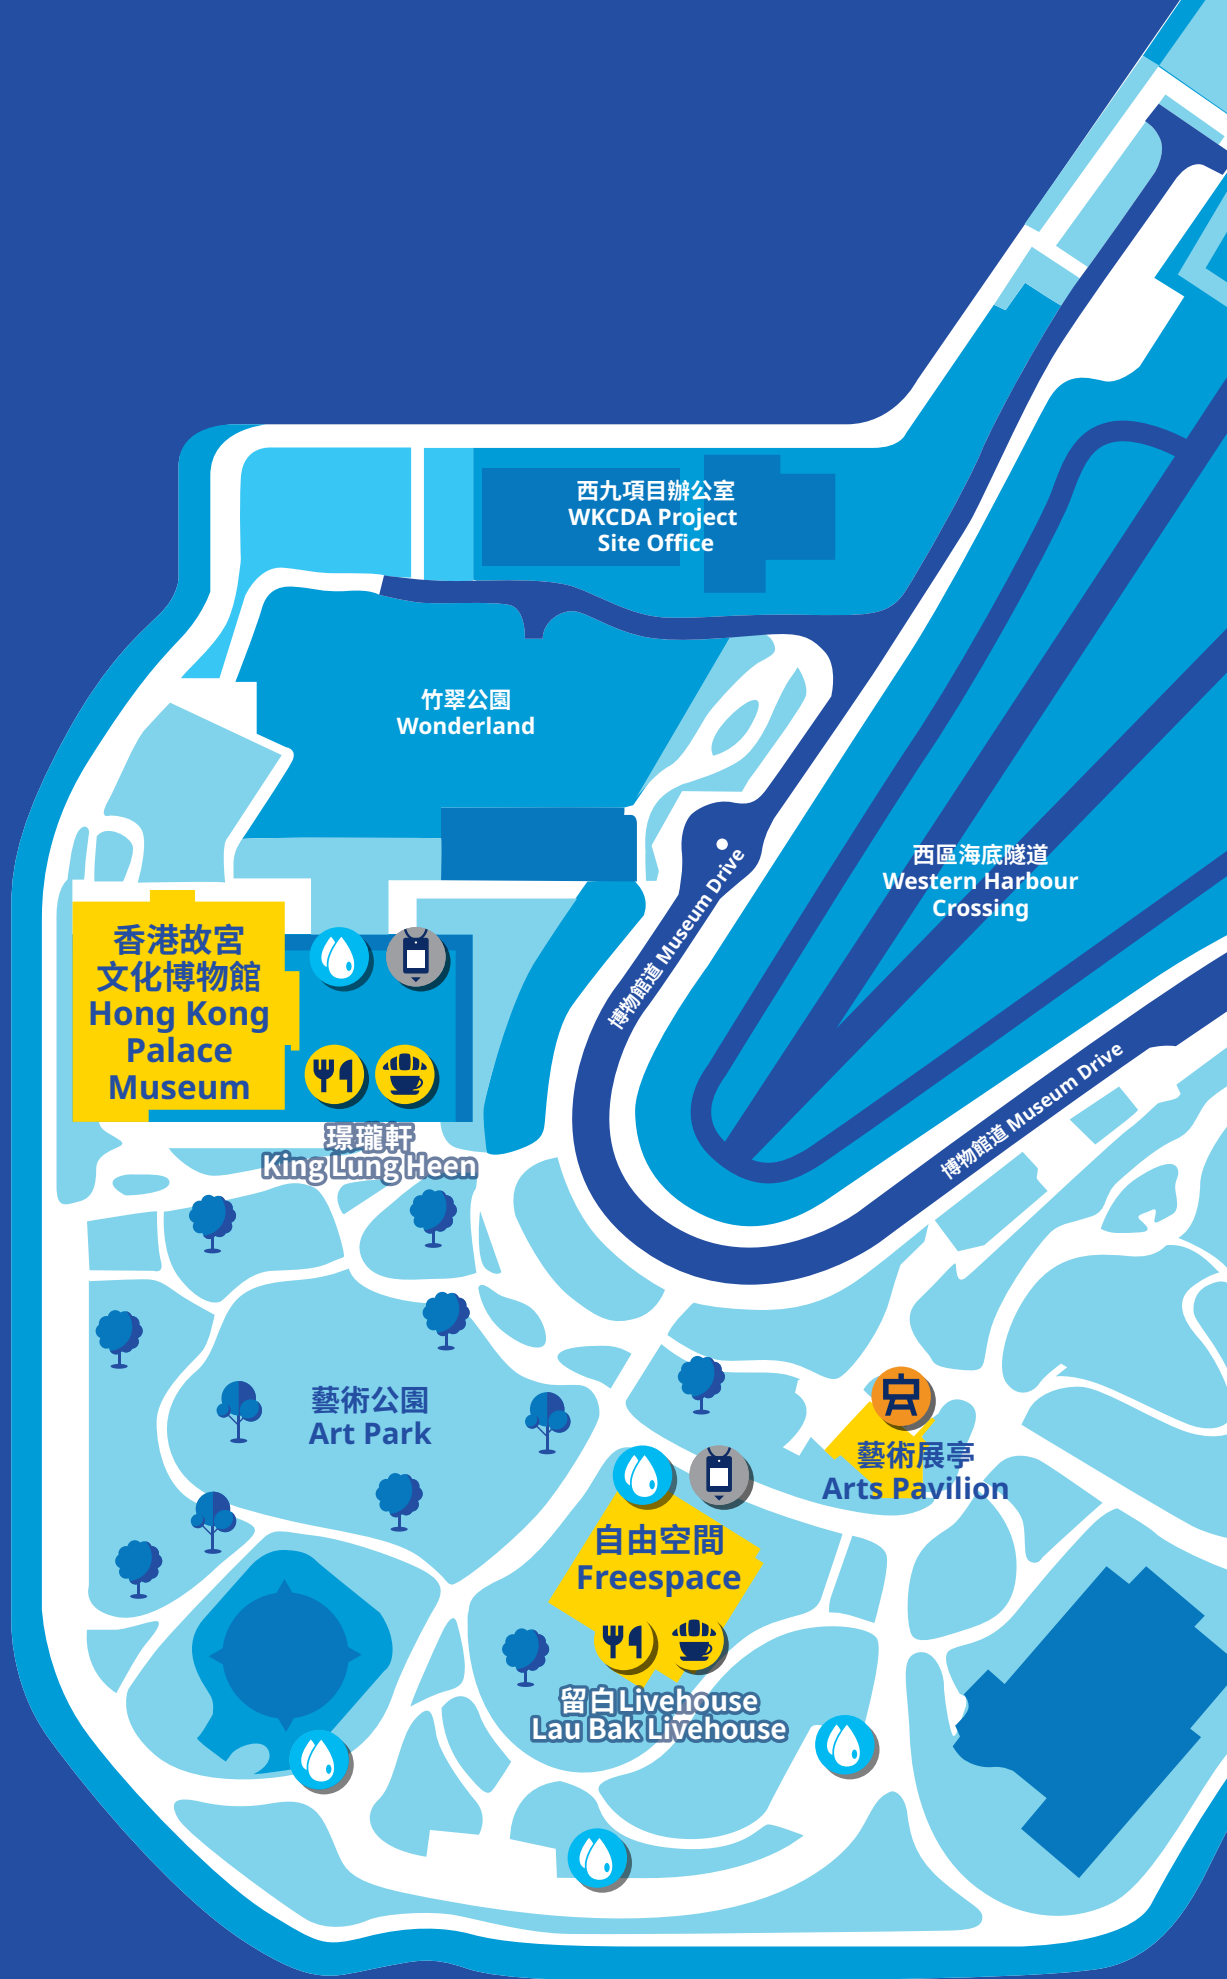 西九項目辦公室
WKCDA Project
Site Office
竹翠公園
Wonderland
西區海底隧道
Western Harbour
Crossing
博物館道 Museum Drive
香港故宮
文化博物館
Hong Kong
Palace
Museum
博物館道 Museum Drive
璟瓏軒
King Lung Heen
藝術公園
Art Park
藝術展亭
Arts Pavilion
自由空間
Freespace
留白Livehouse
Lau Bak Livehouse